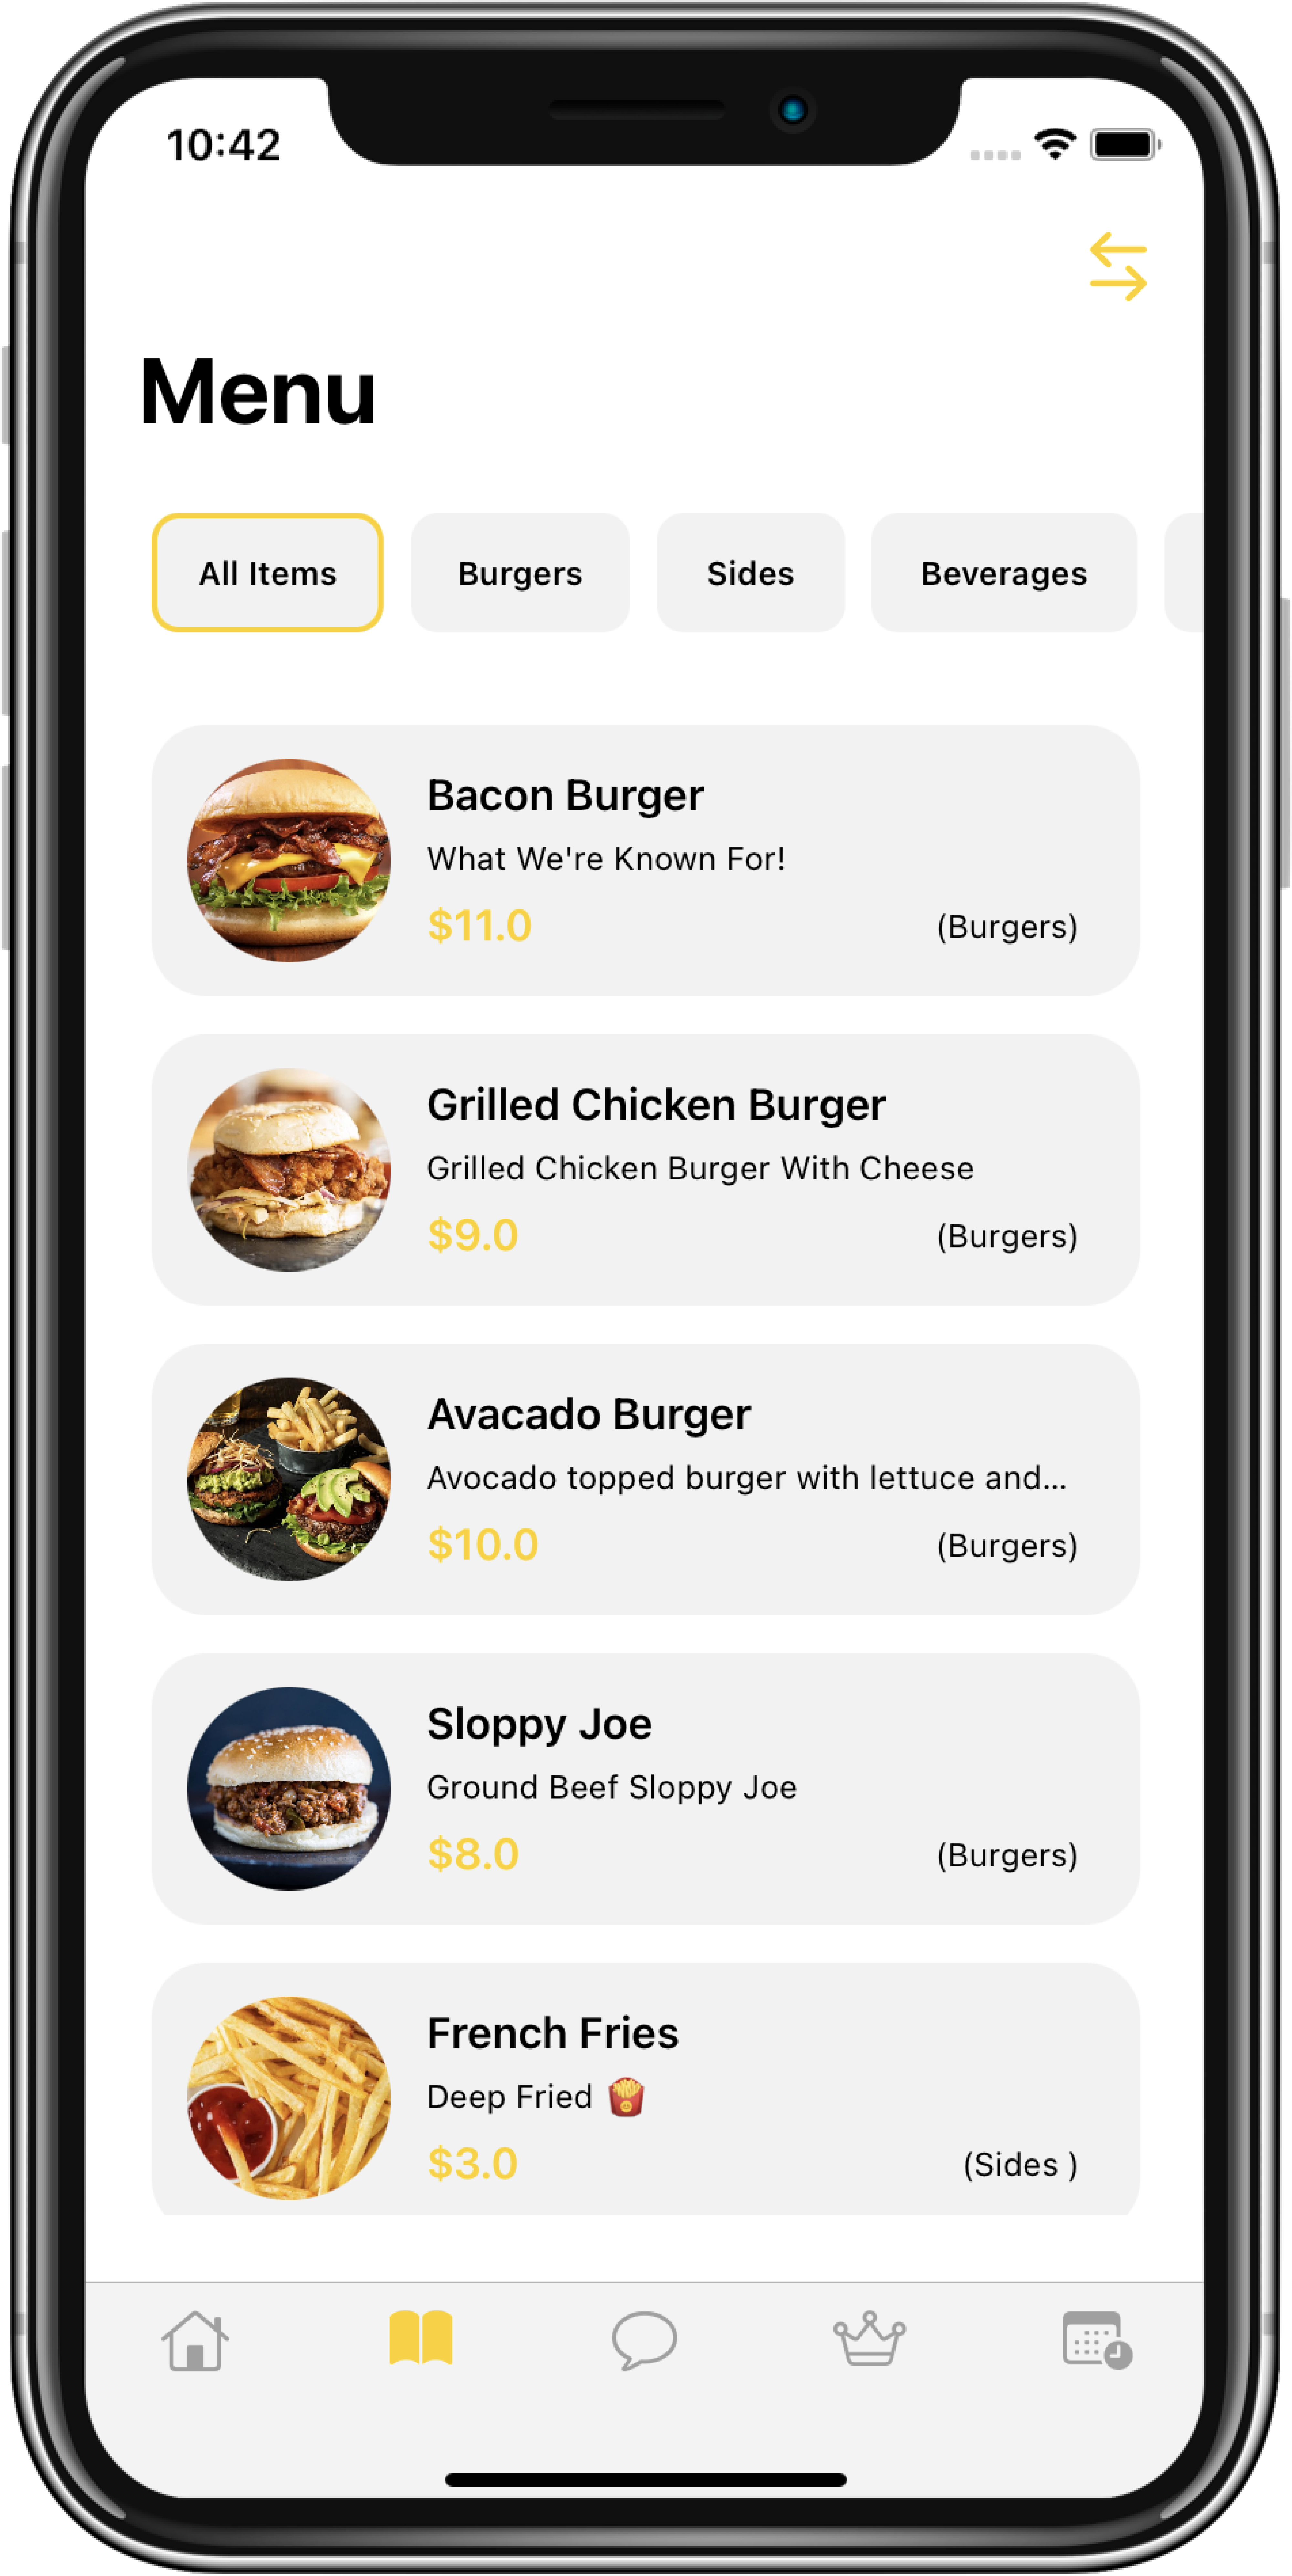 10:42
Menu
All Items
Burgers
Sides
Beverages
Bacon Burger
What We're Known For!
$11.0
(Burgers)
Grilled Chicken Burger
Grilled Chicken Burger With Cheese
$9.0
(Burgers)
Avacado Burger
Avocado topped burger with lettuce and...
$10.0
(Burgers)
Sloppy Joe
Ground Beef Sloppy Joe
$8.0
(Burgers)
French Fries
Deep Fried 🍟
$3.0
(Sides )